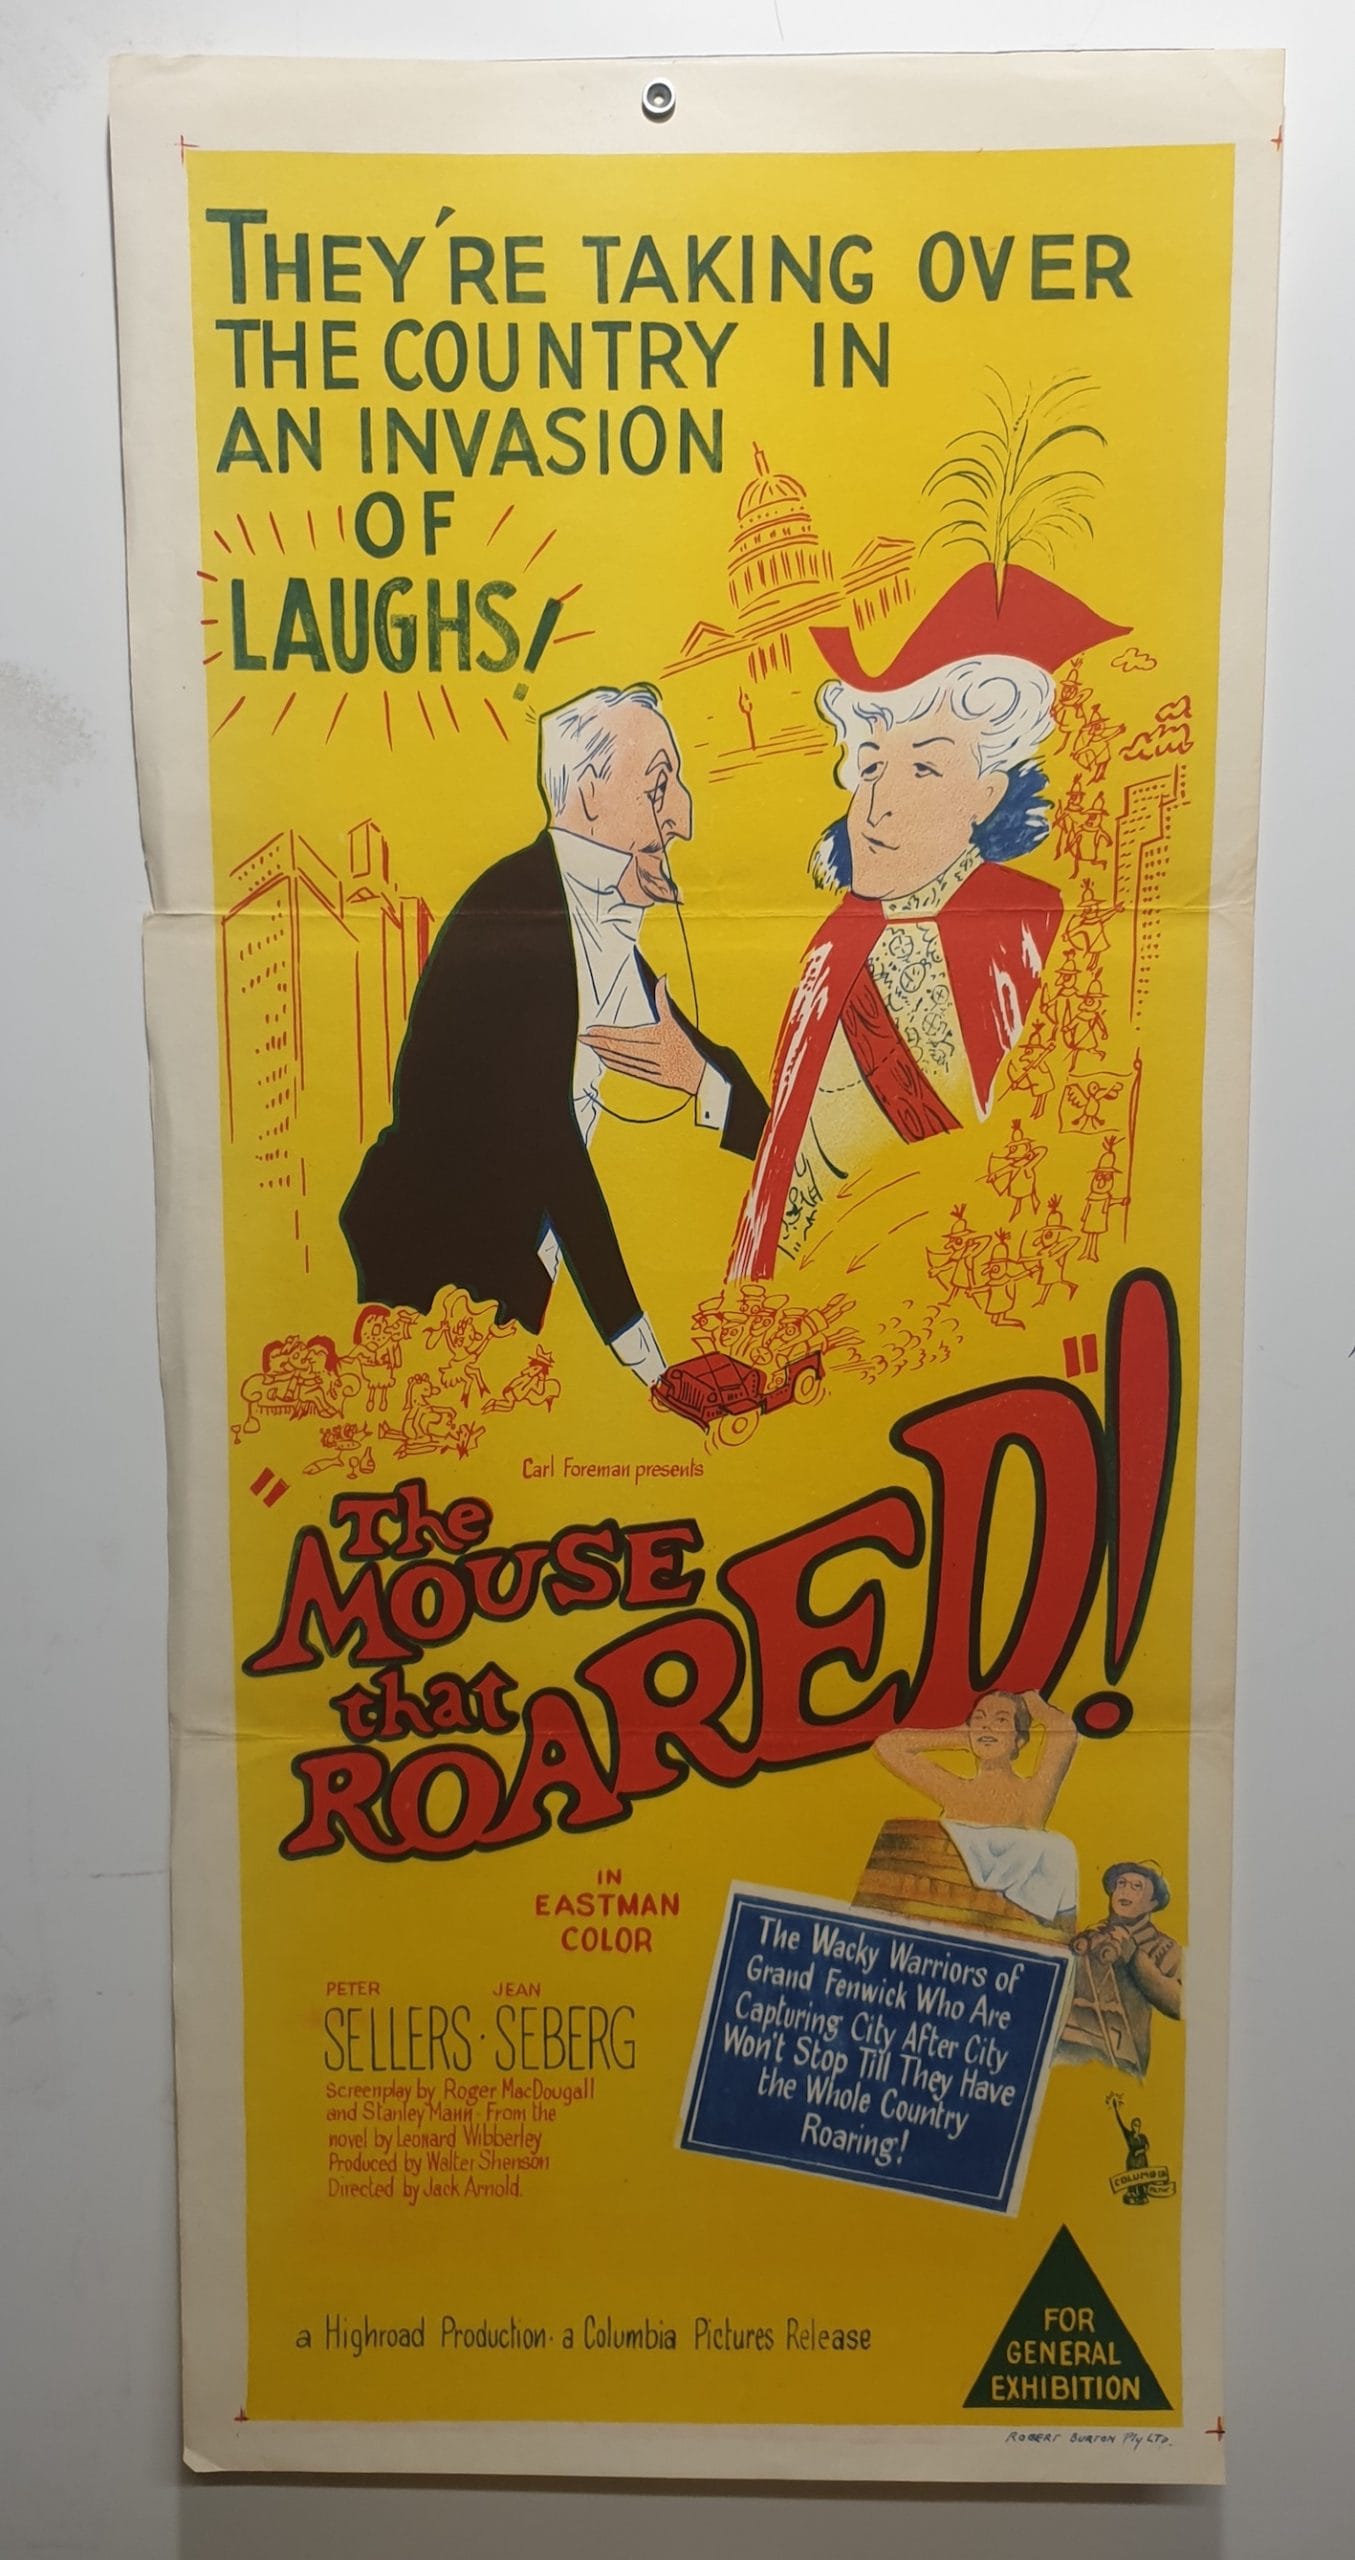 THEY'RE TAKING OVER
THE COUNTRY IN
AN INVASION
OF
LAUGHS!
Carl Foreman presents
"The
MOUSE
that
ROARED"!
IN
EASTMAN
COLOR
PETER JEAN
SELLERS · SEBERG
Screenplay by Roger MacDougall
and Stanley Mann · From the
novel by Leonard Wibberley
Produced by Walter Shenson
Directed by Jack Arnold.
The Wacky Warriors of
Grand Fenwick Who Are
Capturing City After City
Won't Stop Till They Have
the Whole Country
Roaring!
COLUMBIA
a Highroad Production · a Columbia Pictures Release
FOR
GENERAL
EXHIBITION
ROBERT BURTON Pty LTD.